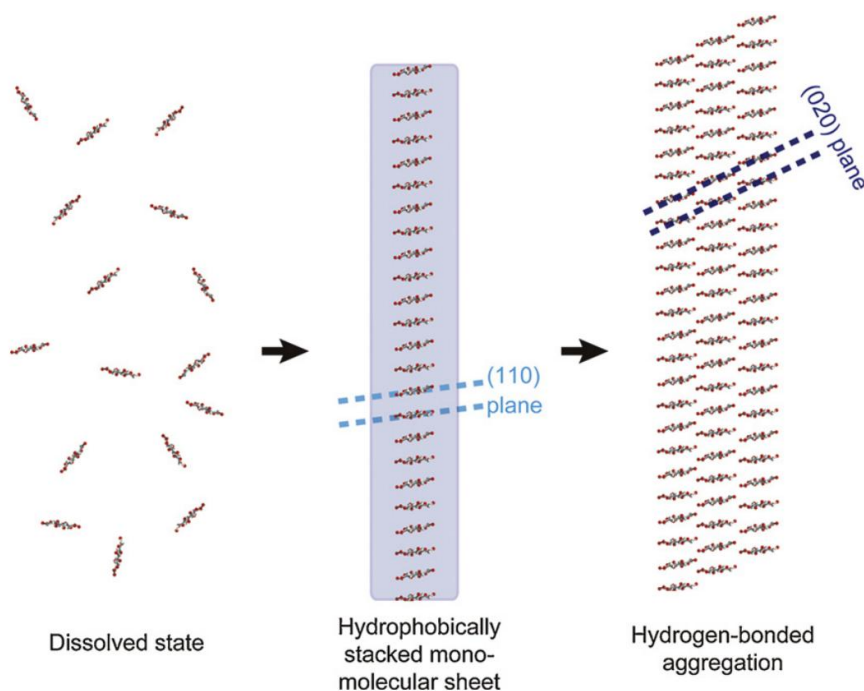 (020) plane
(110)
plane
Dissolved state
Hydrophobically
stacked mono-
molecular sheet
Hydrogen-bonded
aggregation